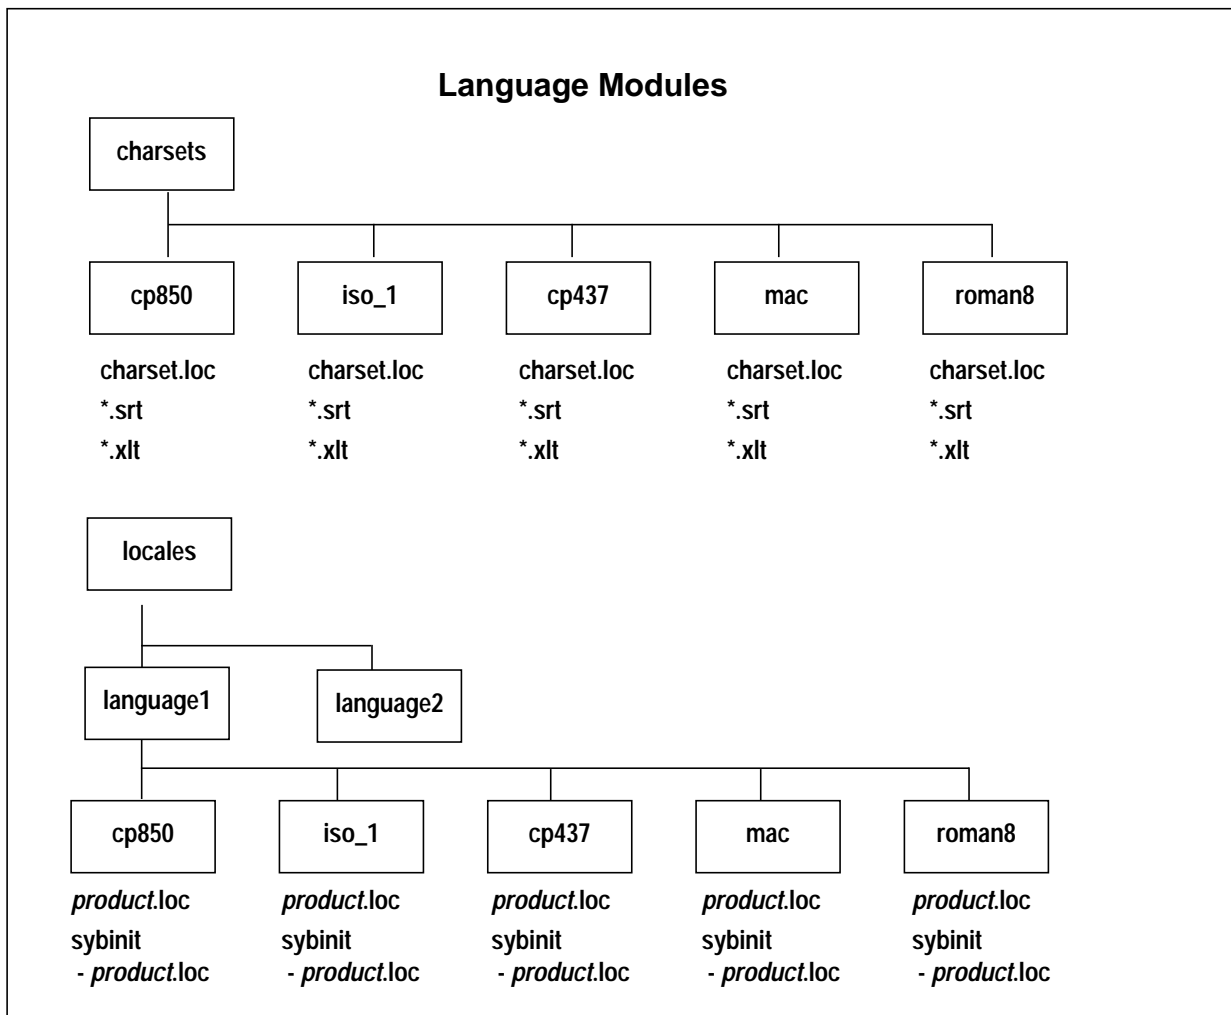 Language Modules
charsets
cp850 iso_1 cp437 mac roman8
charset.loc charset.loc charset.loc charset.loc charset.loc
*.srt *.srt *.srt *.srt *.srt
*.xlt *.xlt *.xlt *.xlt *.xlt
locales
language1 language2
cp850 iso_1 cp437 mac roman8
product.loc product.loc product.loc product.loc product.loc
sybinit sybinit sybinit sybinit sybinit
- product.loc - product.loc - product.loc - product.loc - product.loc